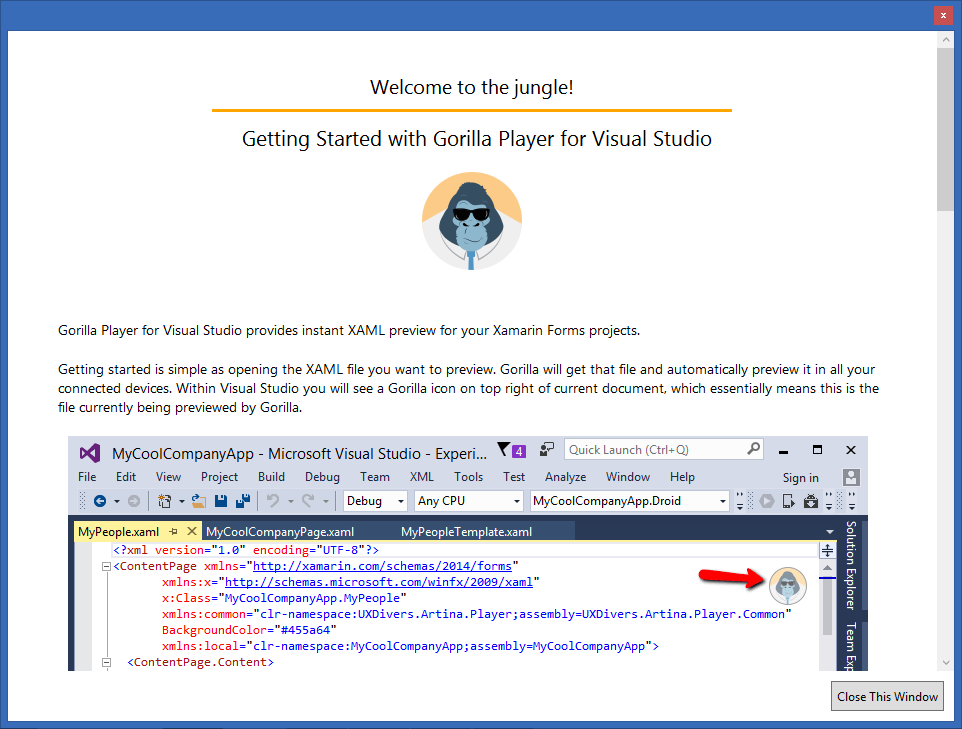 x
Welcome to the jungle!
Getting Started with Gorilla Player for Visual Studio
Gorilla Player for Visual Studio provides instant XAML preview for your Xamarin Forms projects.
Getting started is simple as opening the XAML file you want to preview. Gorilla will get that file and automatically preview it in all your
connected devices. Within Visual Studio you will see a Gorilla icon on top right of current document, which essentially means this is the
file currently being previewed by Gorilla.
MyCoolCompanyApp - Microsoft Visual Studio - Experi... 4 Quick Launch (Ctrl+Q)
File Edit View Project Build Debug Team XML Tools Test Analyze Window Help Sign in
Debug Any CPU MyCoolCompanyApp.Droid
MyPeople.xaml MyCoolCompanyPage.xaml MyPeopleTemplate.xaml
<?xml version="1.0" encoding="UTF-8"?>
<ContentPage xmlns="http://xamarin.com/schemas/2014/forms"
xmlns:x="http://schemas.microsoft.com/winfx/2009/xaml"
x:Class="MyCoolCompanyApp.MyPeople"
xmlns:common="clr-namespace:UXDivers.Artina.Player;assembly=UXDivers.Artina.Player.Common"
BackgroundColor="#455a64"
xmlns:local="clr-namespace:MyCoolCompanyApp;assembly=MyCoolCompanyApp">
<ContentPage.Content>
Solution Explorer
Team Exp
Close This Window